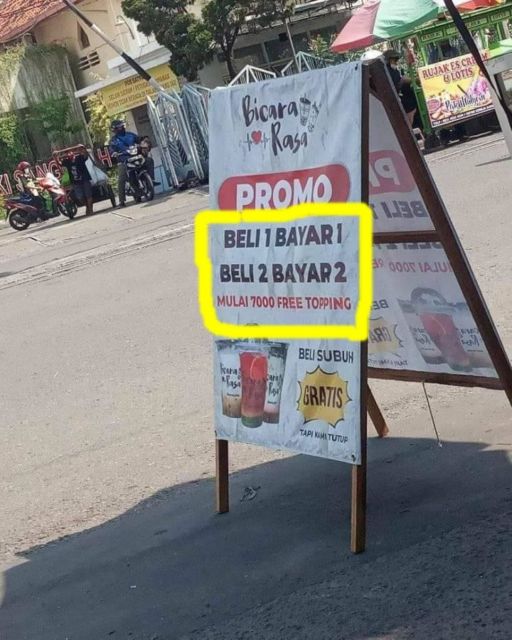 Bicara
Rasa
PROMO
BELI 1 BAYAR 1
BELI 2 BAYAR 2
MULAI 7000 FREE TOPPING
BELI SUBUH
GRATIS
TAPI KAMI TUTUP
RUJAK ES CRIM
& LOTIS